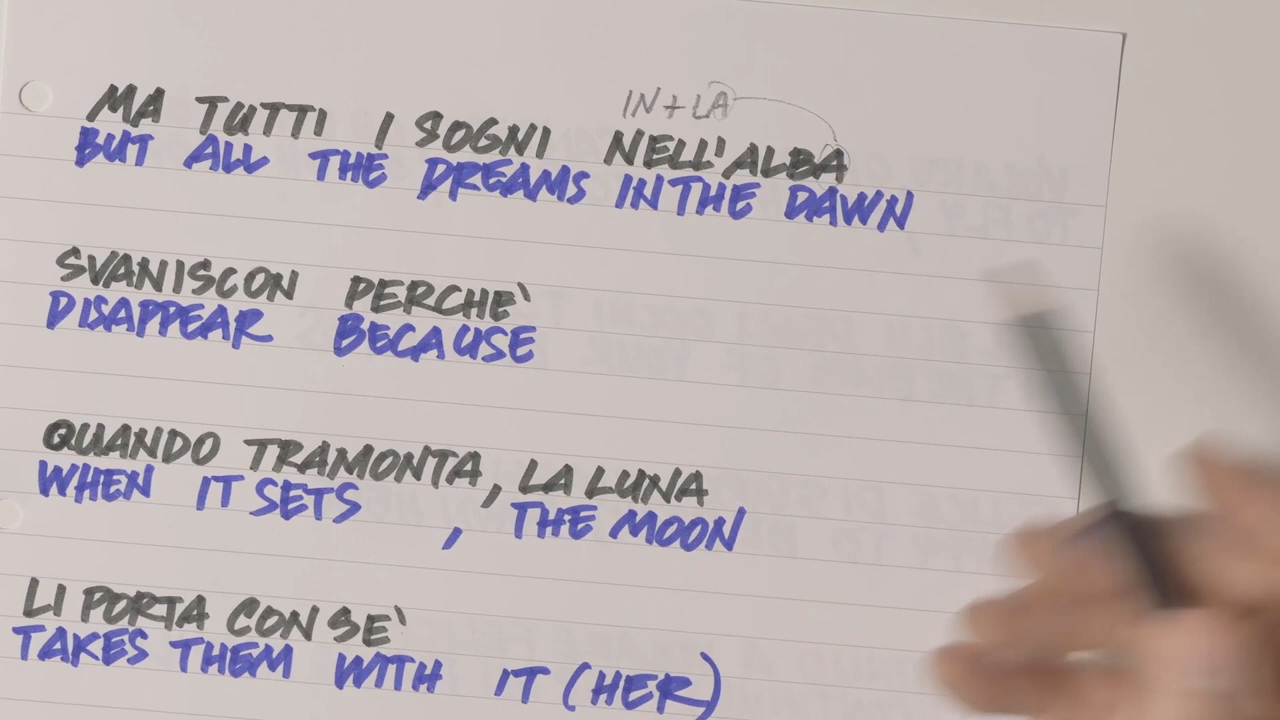 IN+LA
MA TUTTI I SOGNI NELL'ALBA
BUT ALL THE DREAMS IN THE DAWN
SVANISCON PERCHE`
DISAPPEAR BECAUSE
QUANDO TRAMONTA, LA LUNA
WHEN IT SETS , THE MOON
LI PORTA CON SE`
TAKES THEM WITH IT (HER)